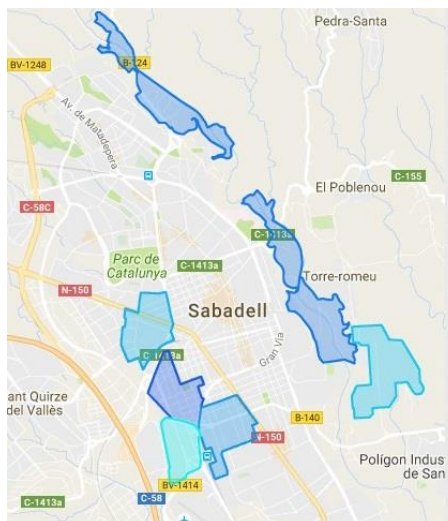 Pedra-Santa
B-124
BV-1248
Av. de Matadepera
El Poblenou
C-155
C-58C
C-1413a
Parc de
Catalunya
C-1413a
Torre-romeu
N-150
Sabadell
C-1413a
Gran Via
ant Quirze
del Vallès
B-140
N-150
Polígon Indus
de San
BV-1414
C-58
C-1413a